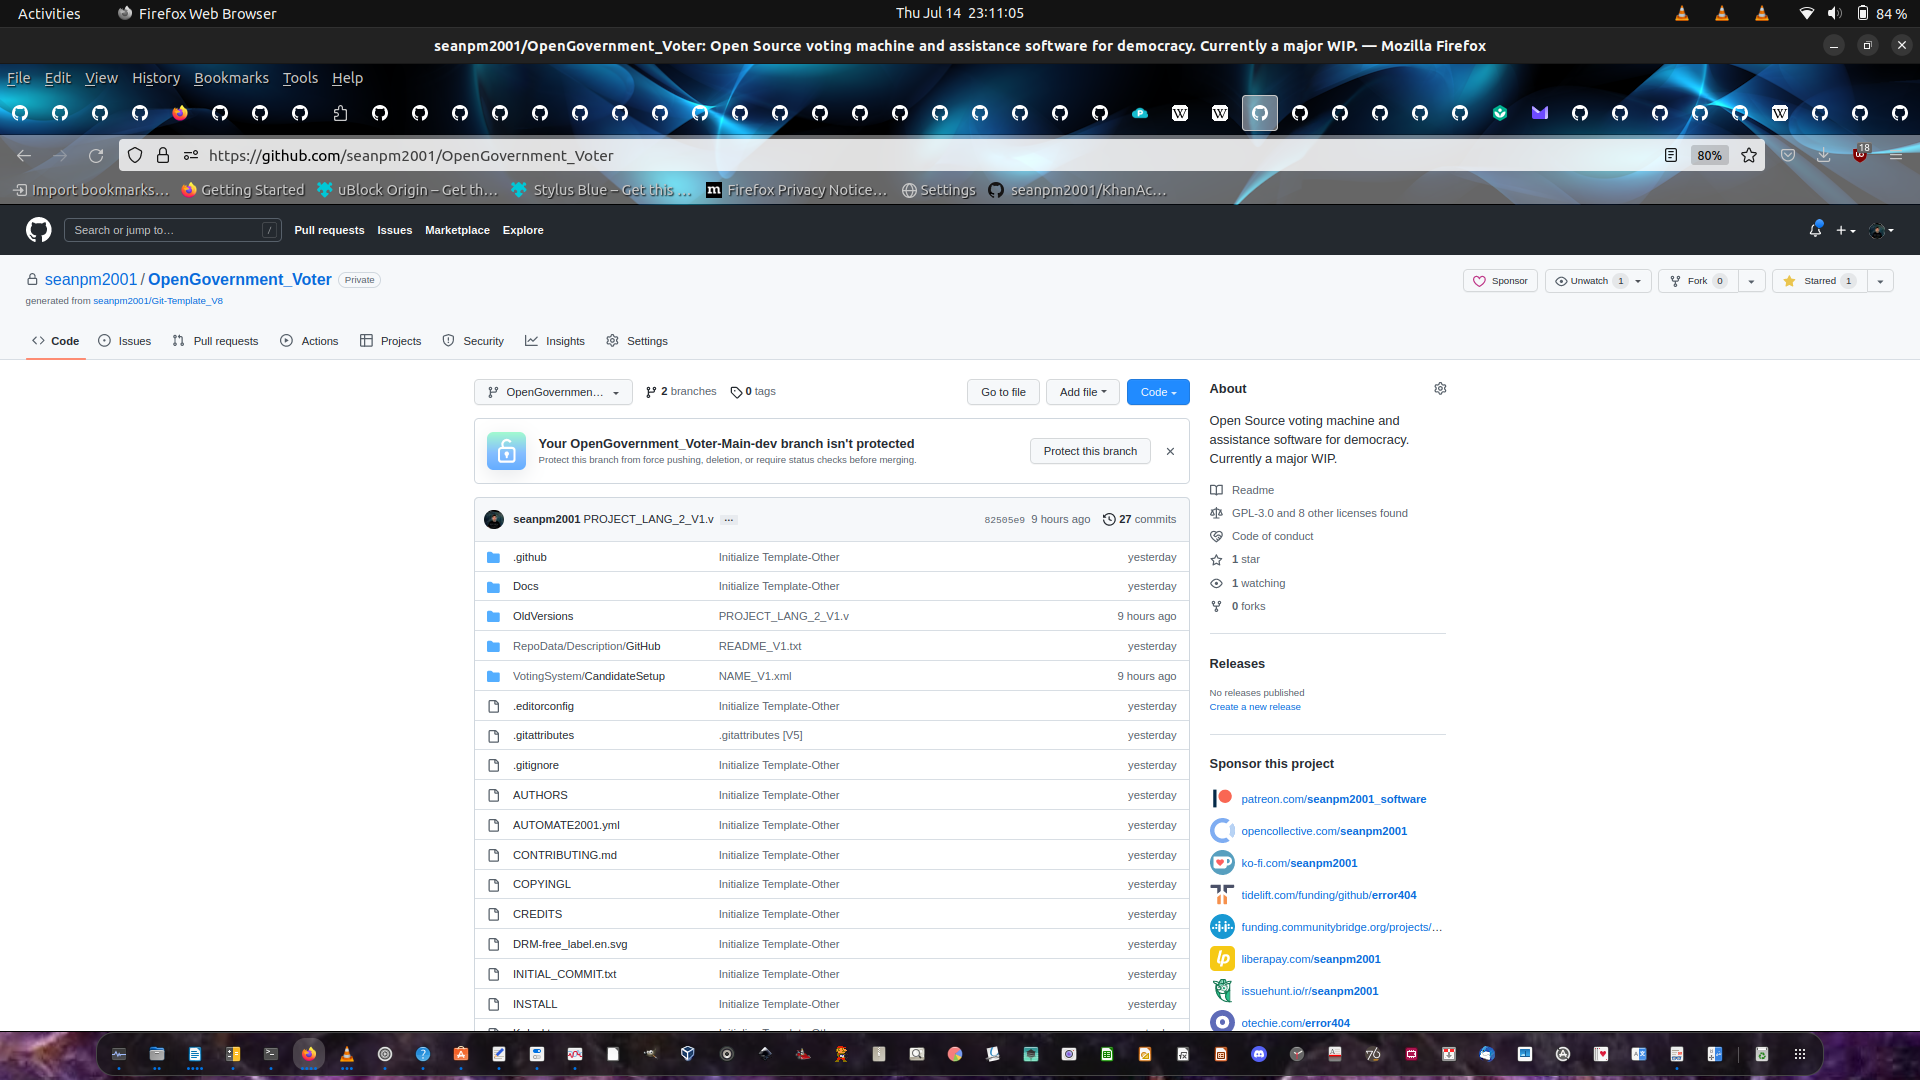 Activities
Firefox Web Browser
Thu Jul 14 23:11:05
84 %
seanpm2001/OpenGovernment_Voter: Open Source voting machine and assistance software for democracy. Currently a major WIP. — Mozilla Firefox
File Edit View History Bookmarks Tools Help
https://github.com/seanpm2001/OpenGovernment_Voter
80%
18
Import bookmarks… Getting Started uBlock Origin – Get th… Stylus Blue – Get this … Firefox Privacy Notice… Settings seanpm2001/KhanAc…
Search or jump to… /
Pull requests Issues Marketplace Explore
seanpm2001 / OpenGovernment_Voter Private
generated from seanpm2001/Git-Template_V8
Sponsor Unwatch 1 Fork 0 Starred 1
Code Issues Pull requests Actions Projects Security Insights Settings
OpenGovernmen… 2 branches 0 tags
Go to file Add file Code
Your OpenGovernment_Voter-Main-dev branch isn't protected
Protect this branch from force pushing, deletion, or require status checks before merging.
Protect this branch
seanpm2001 PROJECT_LANG_2_V1.v … 82505e9 9 hours ago 27 commits
.github Initialize Template-Other yesterday
Docs Initialize Template-Other yesterday
OldVersions PROJECT_LANG_2_V1.v 9 hours ago
RepoData/Description/GitHub README_V1.txt yesterday
VotingSystem/CandidateSetup NAME_V1.xml 9 hours ago
.editorconfig Initialize Template-Other yesterday
.gitattributes .gitattributes [V5] yesterday
.gitignore Initialize Template-Other yesterday
AUTHORS Initialize Template-Other yesterday
AUTOMATE2001.yml Initialize Template-Other yesterday
CONTRIBUTING.md Initialize Template-Other yesterday
COPYINGL Initialize Template-Other yesterday
CREDITS Initialize Template-Other yesterday
DRM-free_label.en.svg Initialize Template-Other yesterday
INITIAL_COMMIT.txt Initialize Template-Other yesterday
INSTALL Initialize Template-Other yesterday
About
Open Source voting machine and
assistance software for democracy.
Currently a major WIP.
Readme
GPL-3.0 and 8 other licenses found
Code of conduct
1 star
1 watching
0 forks
Releases
No releases published
Create a new release
Sponsor this project
patreon.com/seanpm2001_software
opencollective.com/seanpm2001
ko-fi.com/seanpm2001
tidelift.com/funding/github/error404
funding.communitybridge.org/projects/…
liberapay.com/seanpm2001
issuehunt.io/r/seanpm2001
otechie.com/error404